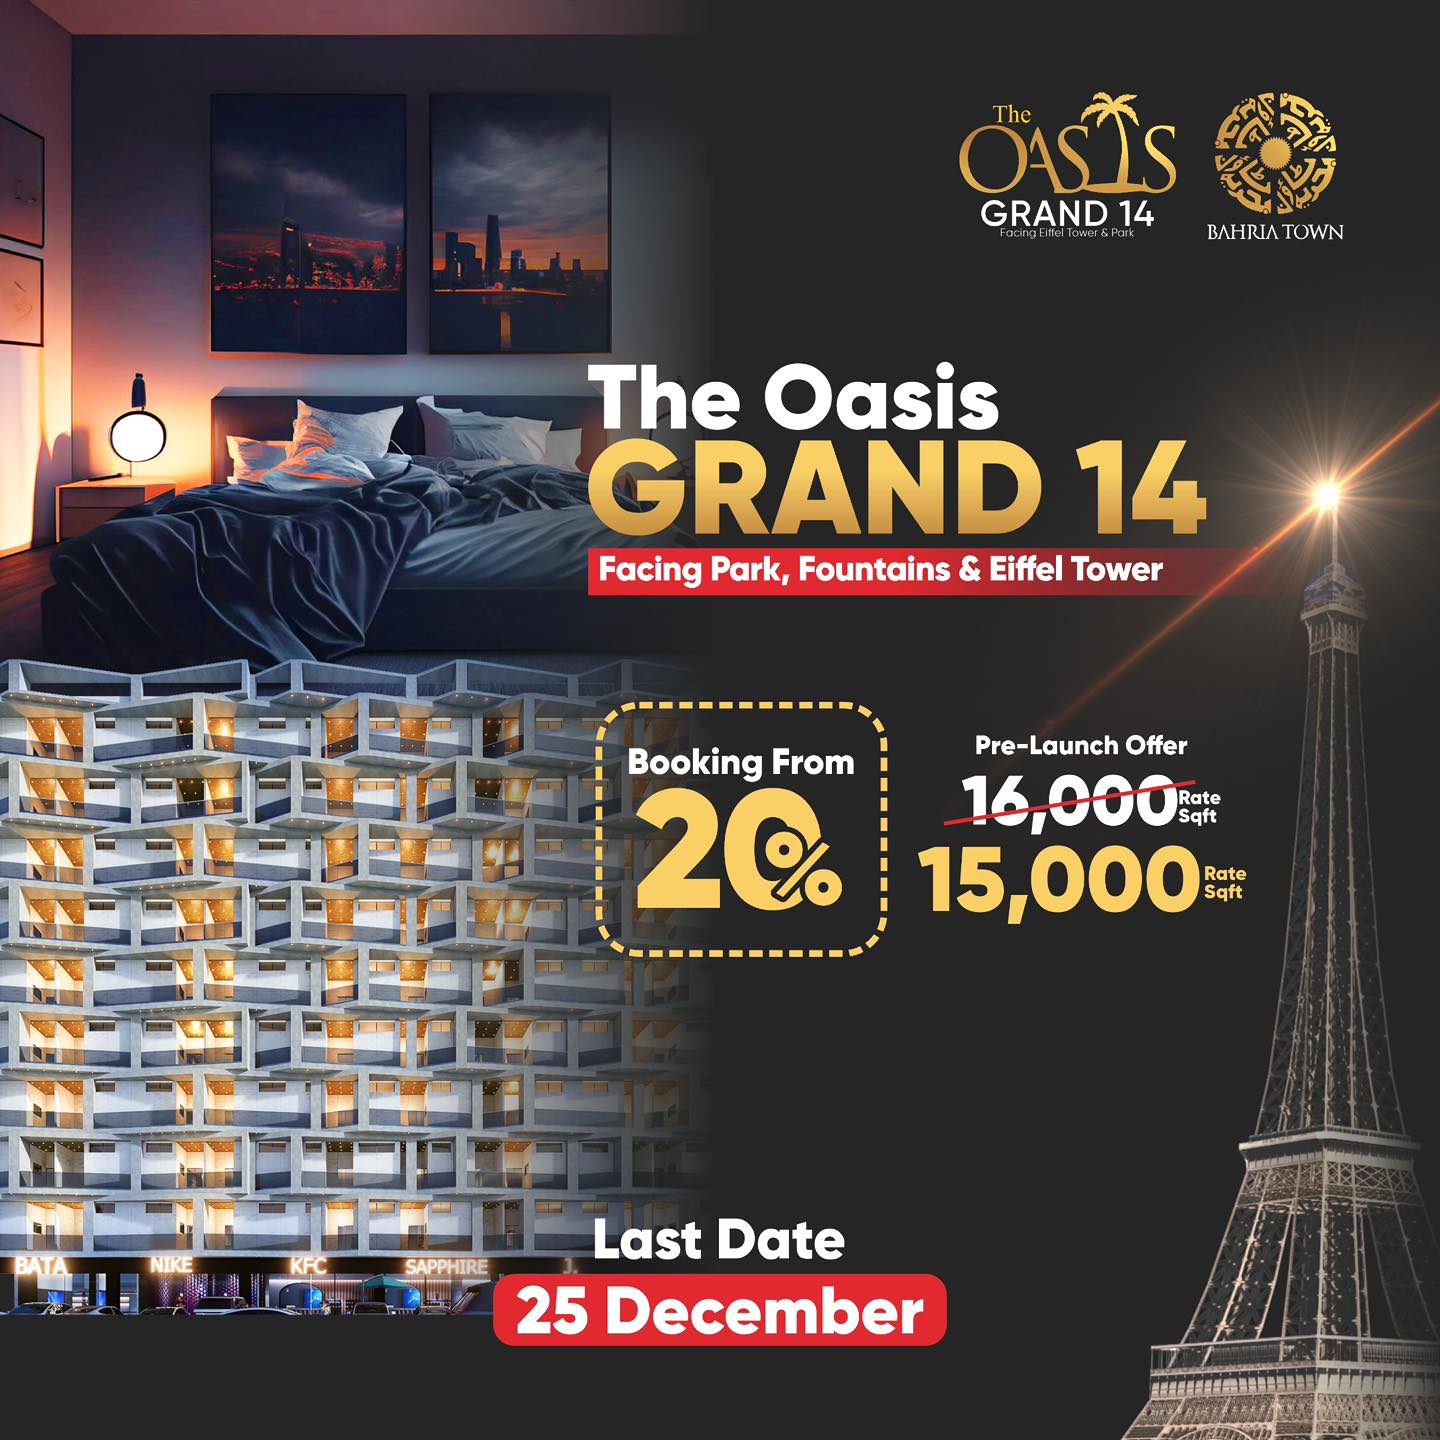 The
OASIS
GRAND 14
Facing Eiffel Tower & Park
BAHRIA TOWN
The Oasis
GRAND 14
Facing Park, Fountains & Eiffel Tower
Booking From
20%
Pre-Launch Offer
16,000 Rate Sqft
15,000 Rate Sqft
BATA NIKE KFC SAPPHIRE J.
Last Date
25 December